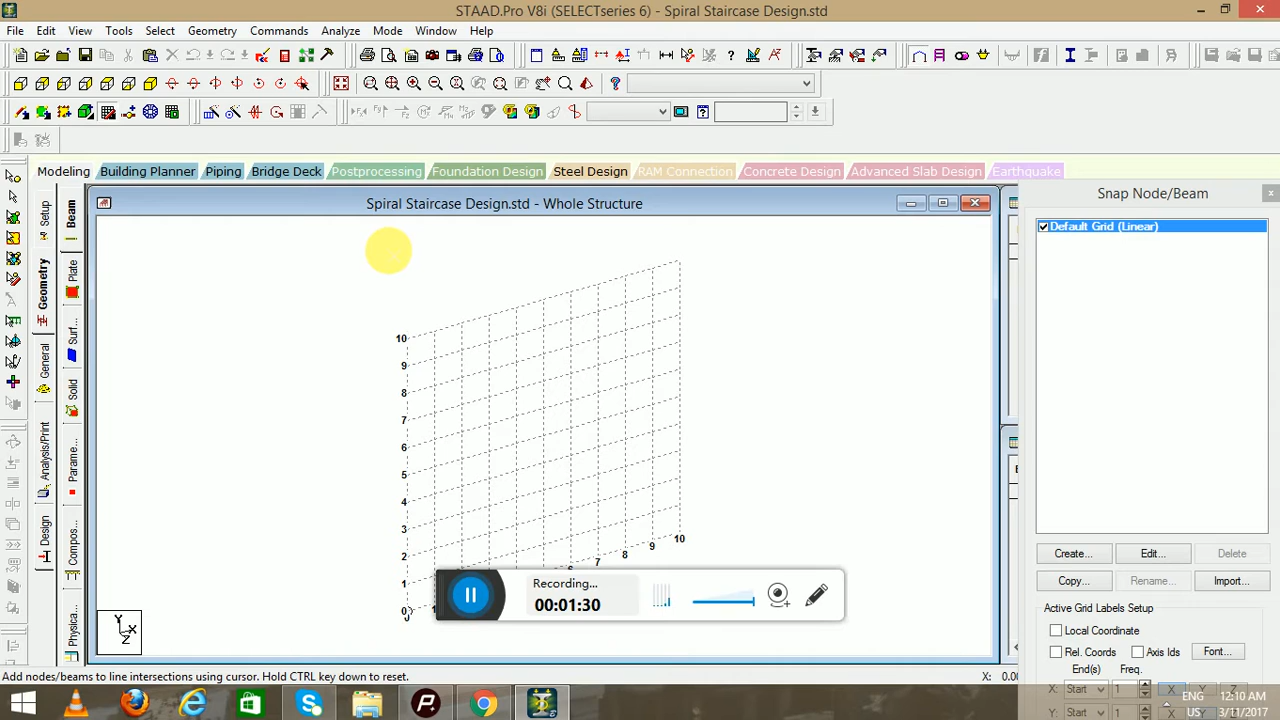 STAAD.Pro V8i (SELECTseries 6) - Spiral Staircase Design.std
File Edit View Tools Select Geometry Commands Analyze Mode Window Help
Modeling Building Planner Piping Bridge Deck Postprocessing Foundation Design Steel Design RAM Connection Concrete Design Advanced Slab Design Earthquake
Spiral Staircase Design.std - Whole Structure
Snap Node/Beam
Default Grid (Linear)
Setup
Geometry
General
Analysis/Print
Design
Beam
Plate
Surf...
Solid
Parame...
Compos...
Physica...
10
9
8
7
6
5
4
3
2
1
0
0
7
8
9
10
Recording...
00:01:30
Create... Edit... Delete
Copy... Rename... Import...
Active Grid Labels Setup
Local Coordinate
Rel. Coords Axis Ids Font...
End(s) Freq.
X: Start 1 X Y Z
Y: Start 1
Y
X
Z
Add nodes/beams to line intersections using cursor. Hold CTRL key down to reset.
X: 0.00
ENG 12:10 AM
US 3/11/2017